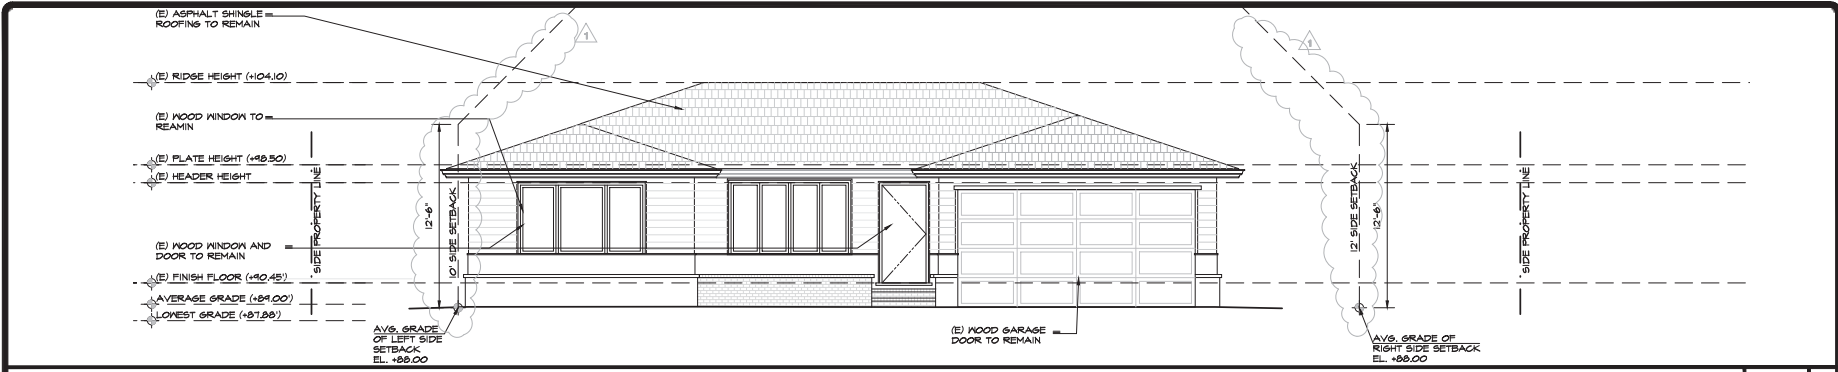 (E) ASPHALT SHINGLE
ROOFING TO REMAIN
1
1
(E) RIDGE HEIGHT (+104.10)
(E) WOOD WINDOW TO
REAMIN
(E) PLATE HEIGHT (+98.50)
(E) HEADER HEIGHT
SIDE PROPERTY LINE
12'-6"
10' SIDE SETBACK
12' SIDE SETBACK
12'-6"
SIDE PROPERTY LINE
(E) WOOD WINDOW AND
DOOR TO REMAIN
(E) FINISH FLOOR (+90.45')
AVERAGE GRADE (+89.00')
LOWEST GRADE (+87.88')
AVG. GRADE
OF LEFT SIDE
SETBACK
EL. +88.00
(E) WOOD GARAGE
DOOR TO REMAIN
AVG. GRADE OF
RIGHT SIDE SETBACK
EL. +88.00